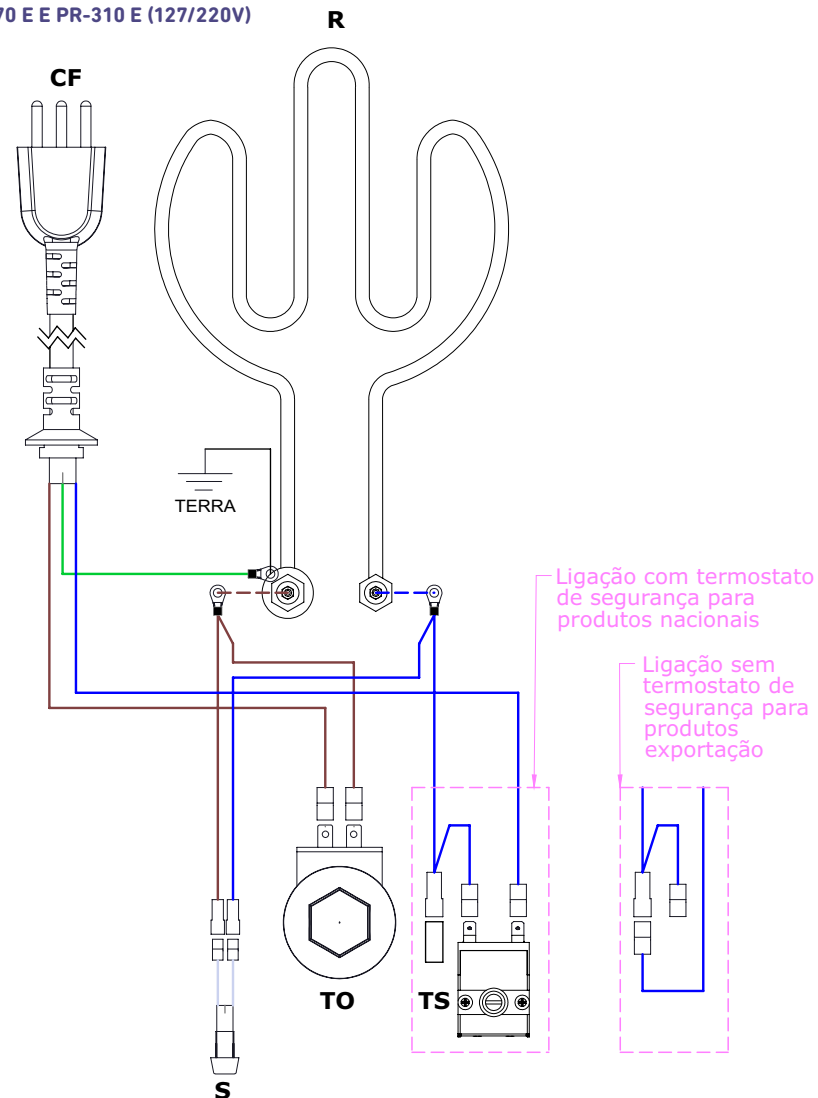 70 E E PR-310 E (127/220V)
R
CF
TERRA
Ligação com termostato
de segurança para
produtos nacionais
Ligação sem
termostato de
segurança para
produtos
exportação
TO
TS
S